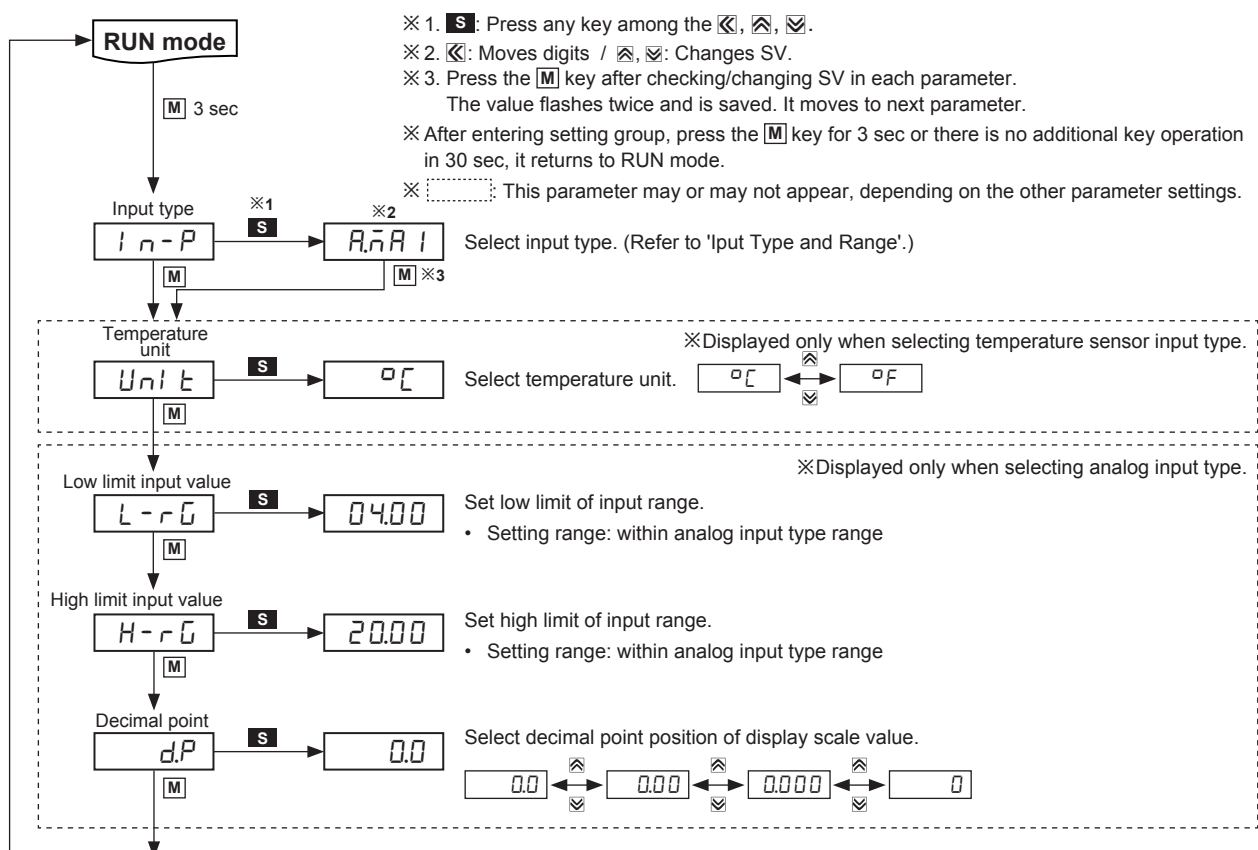 RUN mode
※1. S: Press any key among the «, ︽, ︾.
※2. «: Moves digits / ︽, ︾: Changes SV.
※3. Press the M key after checking/changing SV in each parameter.
The value flashes twice and is saved. It moves to next parameter.
※After entering setting group, press the M key for 3 sec or there is no additional key operation
in 30 sec, it returns to RUN mode.
※ : This parameter may or may not appear, depending on the other parameter settings.
M 3 sec
Input type ※1 ※2
In-P S A.mA1 Select input type. (Refer to 'Iput Type and Range'.)
M M ※3
Temperature
unit
※Displayed only when selecting temperature sensor input type.
UnIt S °C Select temperature unit. °C °F
M
※Displayed only when selecting analog input type.
Low limit input value
L-rG S 04.00 Set low limit of input range.
• Setting range: within analog input type range
M
High limit input value
H-rG S 20.00 Set high limit of input range.
• Setting range: within analog input type range
M
Decimal point
d.P S 0.0 Select decimal point position of display scale value.
M
0.0 0.00 0.000 0